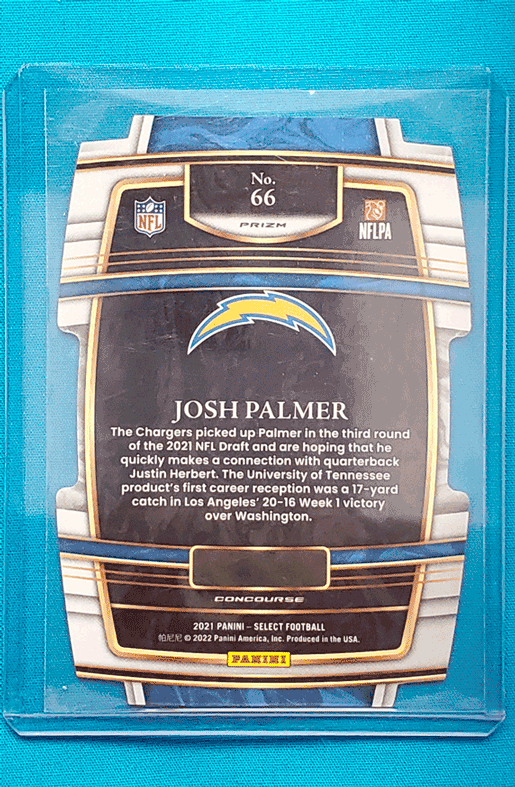 No.
66
PRIZM
NFL
NFLPA
JOSH PALMER
The Chargers picked up Palmer in the third round
of the 2021 NFL Draft and are hoping that he
quickly makes a connection with quarterback
Justin Herbert. The University of Tennessee
product's first career reception was a 17-yard
catch in Los Angeles' 20-16 Week 1 victory
over Washington.
CONCOURSE
2021 PANINI – SELECT FOOTBALL
帕尼尼 © 2022 Panini America, Inc. Produced in the USA.
PANINI